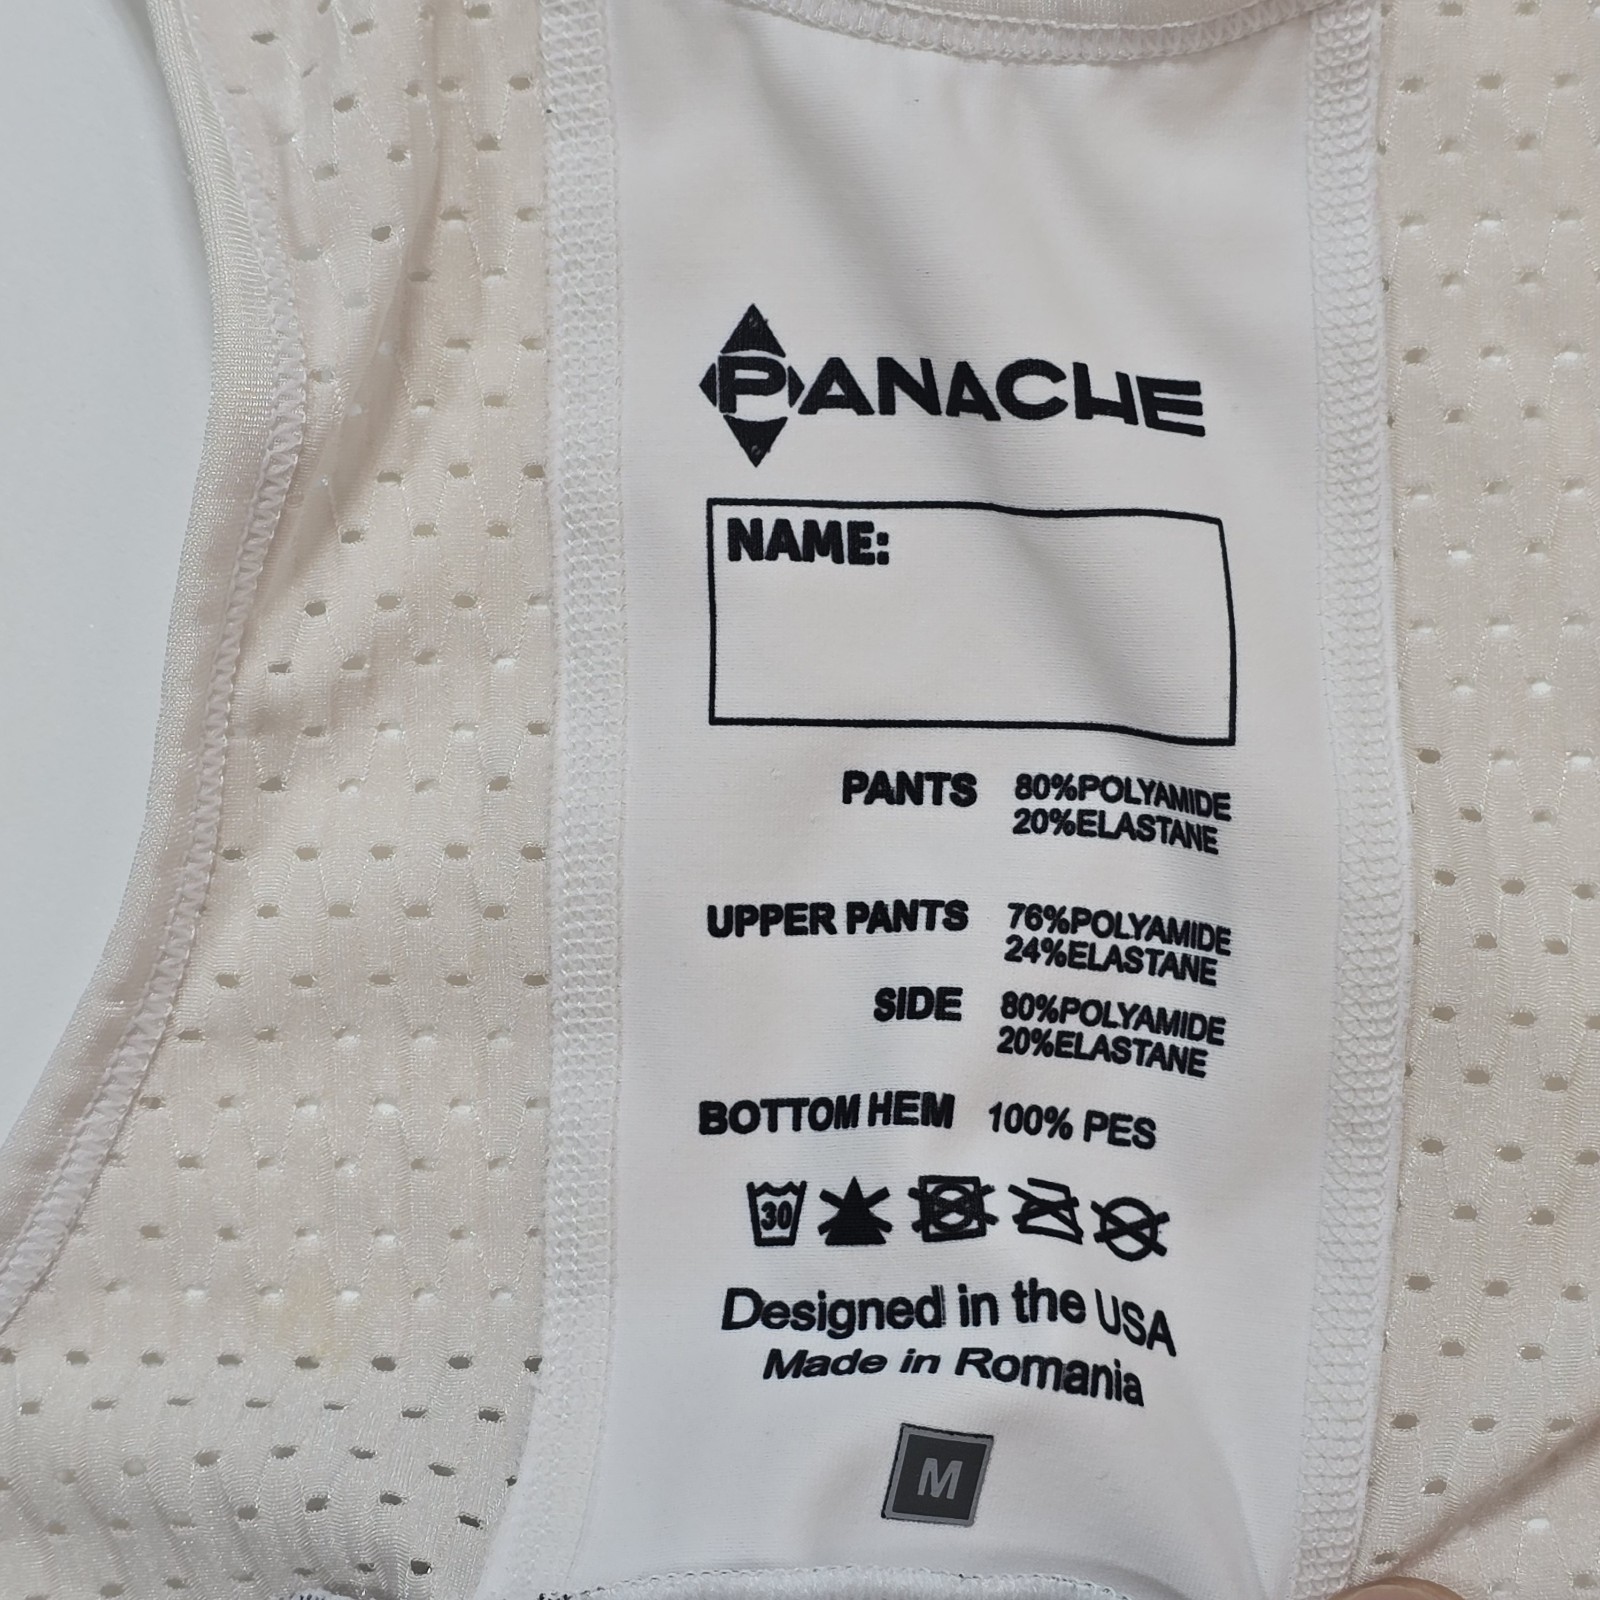 PANACHE
NAME:
PANTS 80%POLYAMIDE
20%ELASTANE
UPPER PANTS 76%POLYAMIDE
24%ELASTANE
SIDE 80%POLYAMIDE
20%ELASTANE
BOTTOM HEM 100% PES
30
Designed in the USA
Made in Romania
M